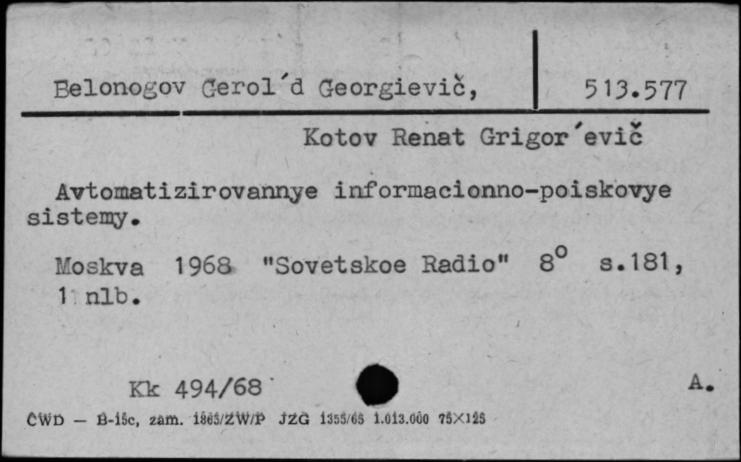 Belonogov Gerol´d Georgievič, 513.577
Kotov Renat Grigor´evič
Avtomatizirovannye informacionno-poiskovye
sistemy.
Moskva 1968 "Sovetskoe Radio" 8° s.181,
1 nlb.
Kk 494/68 A.
ČWD — B-15c, zam. 1865/ZW/P JZG 1355/65 1.013.000 75×125